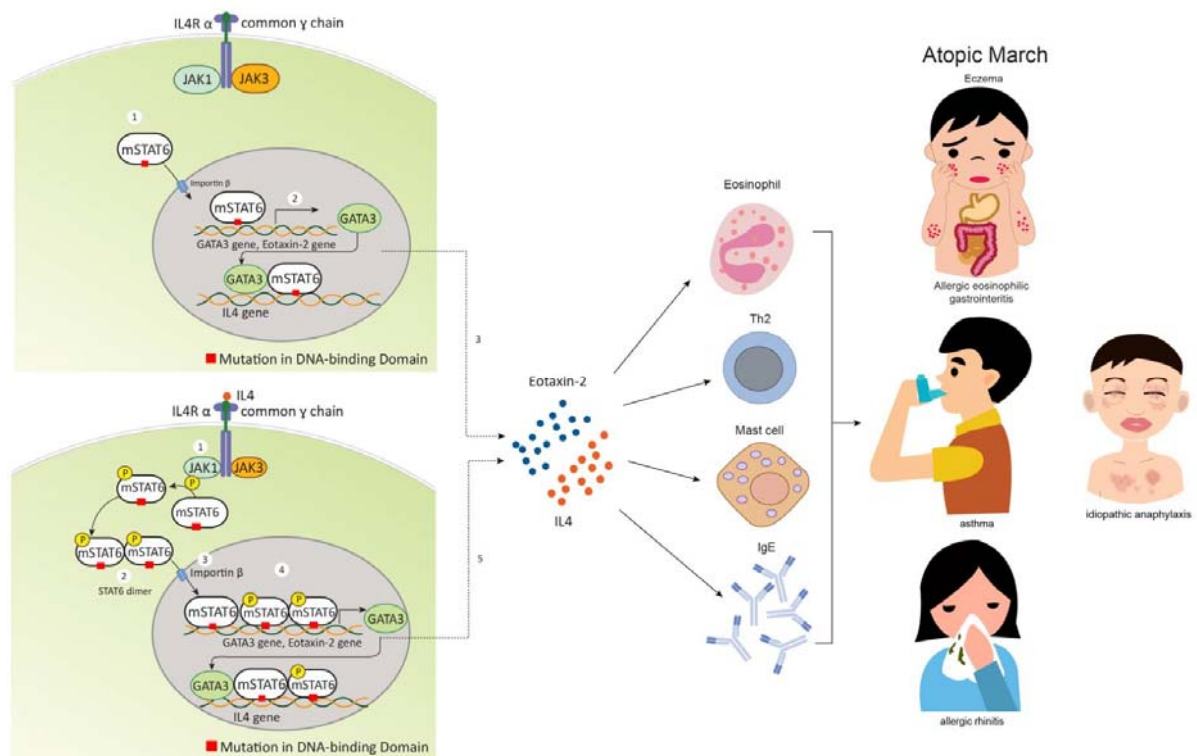 IL4R α common γ chain
JAK1 JAK3
1
mSTAT6
Importin β
mSTAT6
2
GATA3
GATA3 gene, Eotaxin-2 gene
GATA3 mSTAT6
IL4 gene
Mutation in DNA-binding Domain
IL4
IL4R α common γ chain
1
JAK1 JAK3
P
P
mSTAT6
mSTAT6
P P
mSTAT6 mSTAT6
2
STAT6 dimer
3
Importin β
4
P P
mSTAT6 mSTAT6 mSTAT6
GATA3
GATA3 gene, Eotaxin-2 gene
P
GATA3 mSTAT6 mSTAT6
IL4 gene
Mutation in DNA-binding Domain
3
5
Eotaxin-2
IL4
Eosinophil
Th2
Mast cell
IgE
Atopic March
Eczema
Allergic eosinophilic
gastrointeritis
asthma
idiopathic anaphylaxis
allergic rhinitis